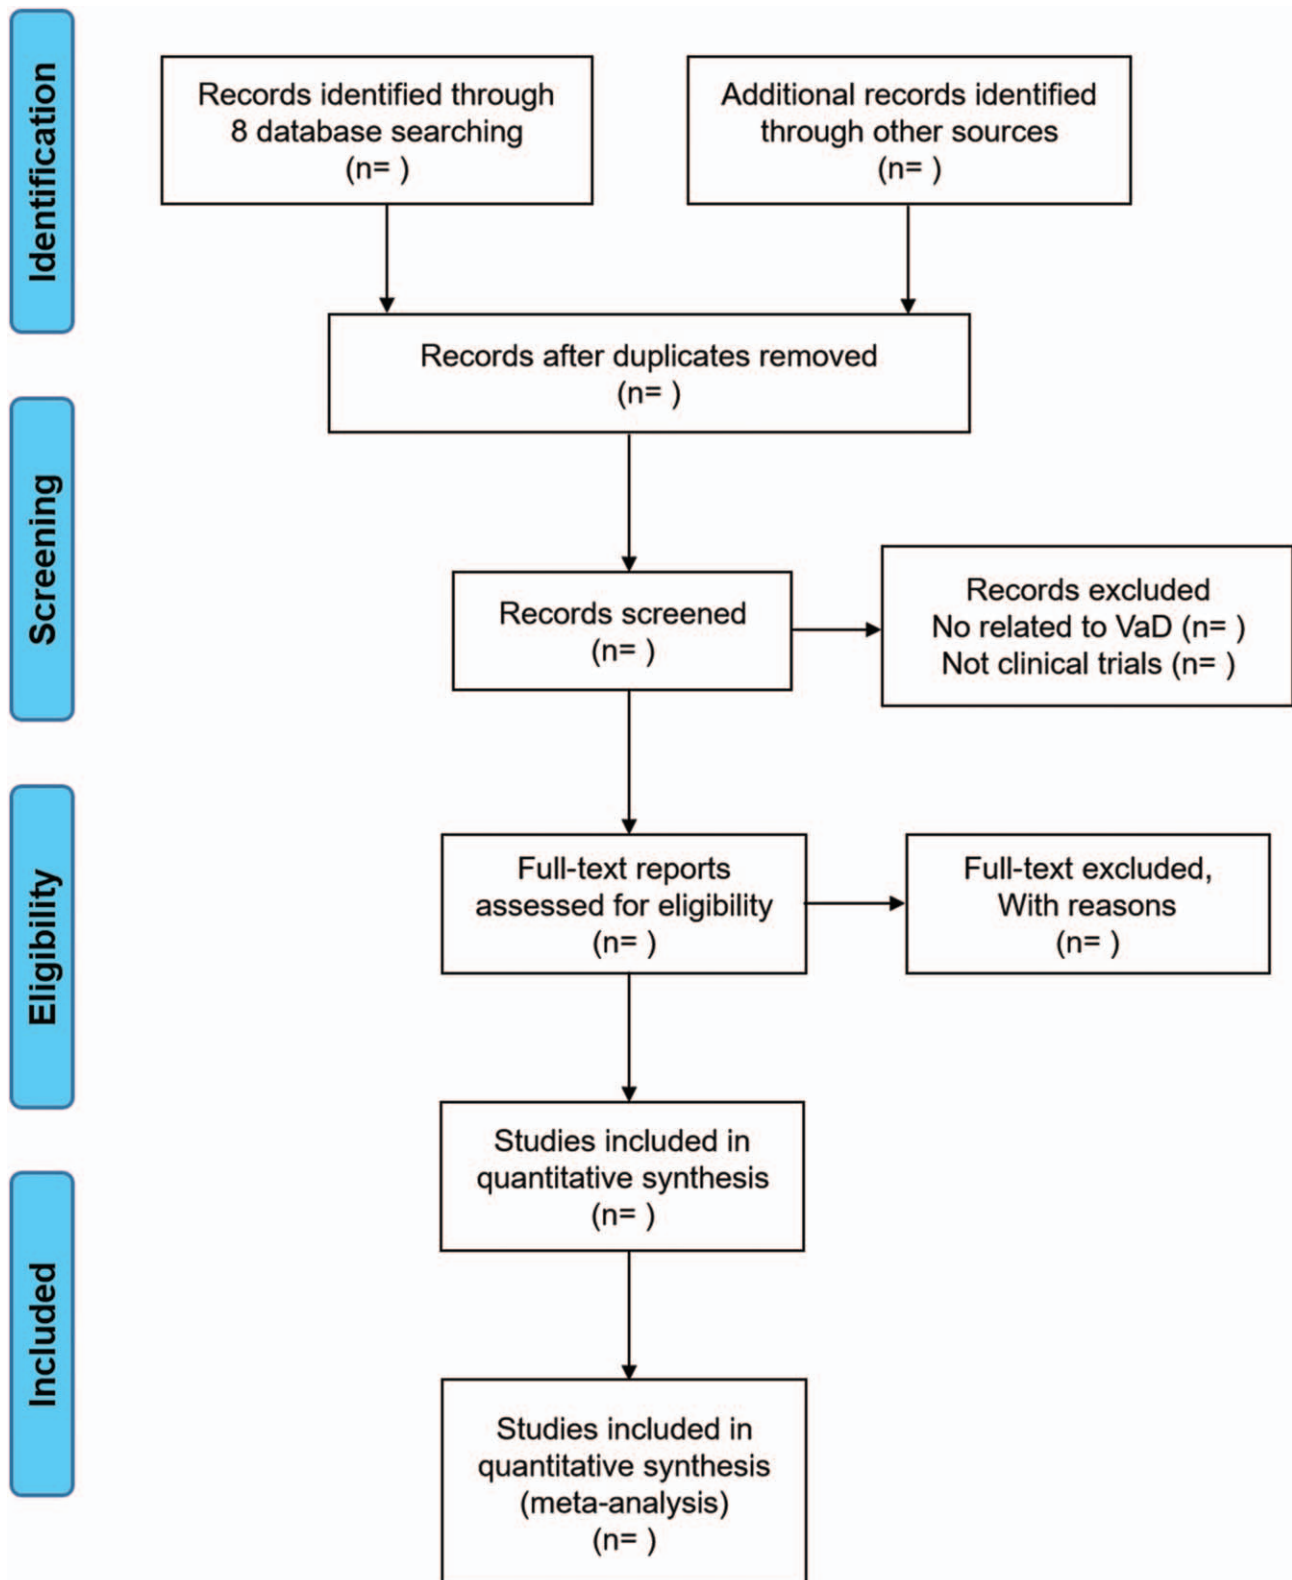 Identification
Records identified through
8 database searching
(n= )
Additional records identified
through other sources
(n= )
Records after duplicates removed
(n= )
Screening
Records screened
(n= )
Records excluded
No related to VaD (n= )
Not clinical trials (n= )
Eligibility
Full-text reports
assessed for eligibility
(n= )
Full-text excluded,
With reasons
(n= )
Included
Studies included in
quantitative synthesis
(n= )
Studies included in
quantitative synthesis
(meta-analysis)
(n= )